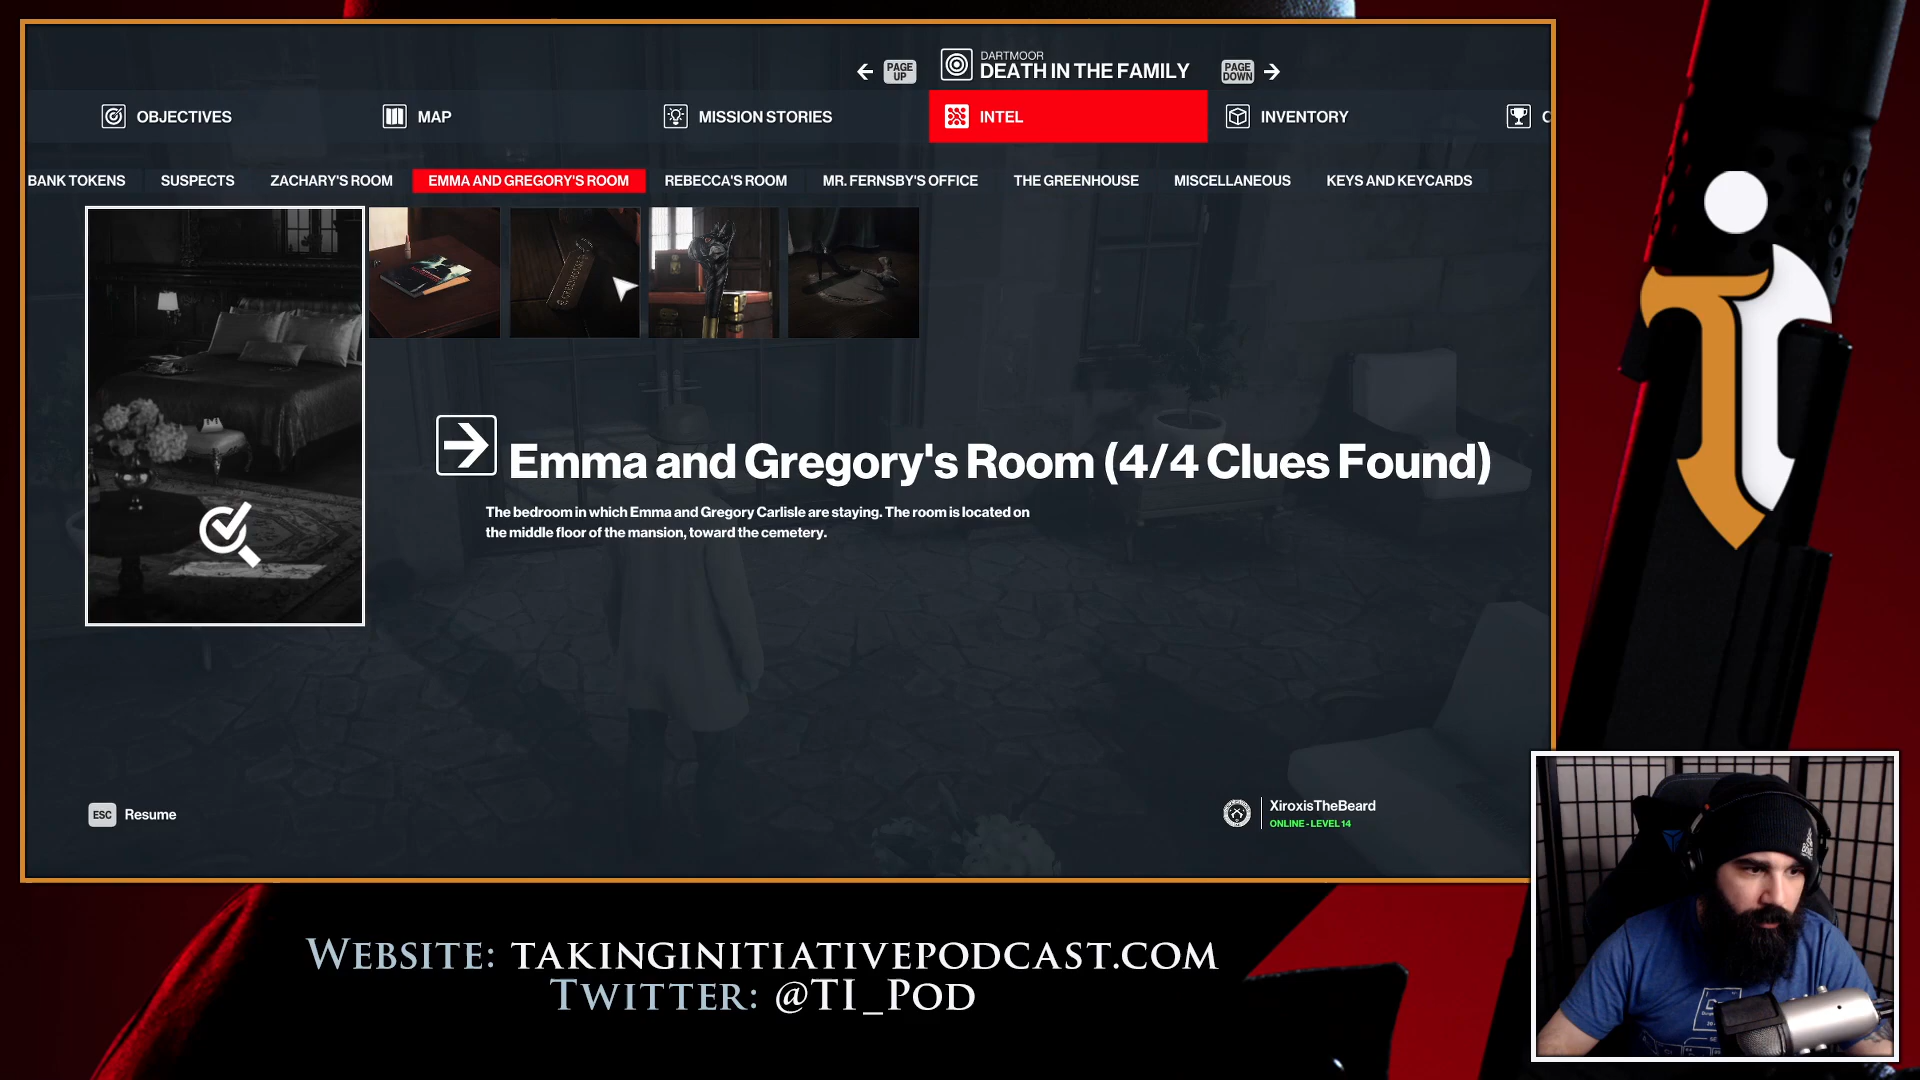 PAGE UP
DARTMOOR
DEATH IN THE FAMILY
PAGE DOWN
OBJECTIVES
MAP
MISSION STORIES
INTEL
INVENTORY
BANK TOKENS
SUSPECTS
ZACHARY'S ROOM
EMMA AND GREGORY'S ROOM
REBECCA'S ROOM
MR. FERNSBY'S OFFICE
THE GREENHOUSE
MISCELLANEOUS
KEYS AND KEYCARDS
Emma and Gregory's Room (4/4 Clues Found)
The bedroom in which Emma and Gregory Carlisle are staying. The room is located on
the middle floor of the mansion, toward the cemetery.
ESC Resume
XiroxisTheBeard
ONLINE - LEVEL 14
WEBSITE: TAKINGINITIATIVEPODCAST.COM
TWITTER: @TI_POD